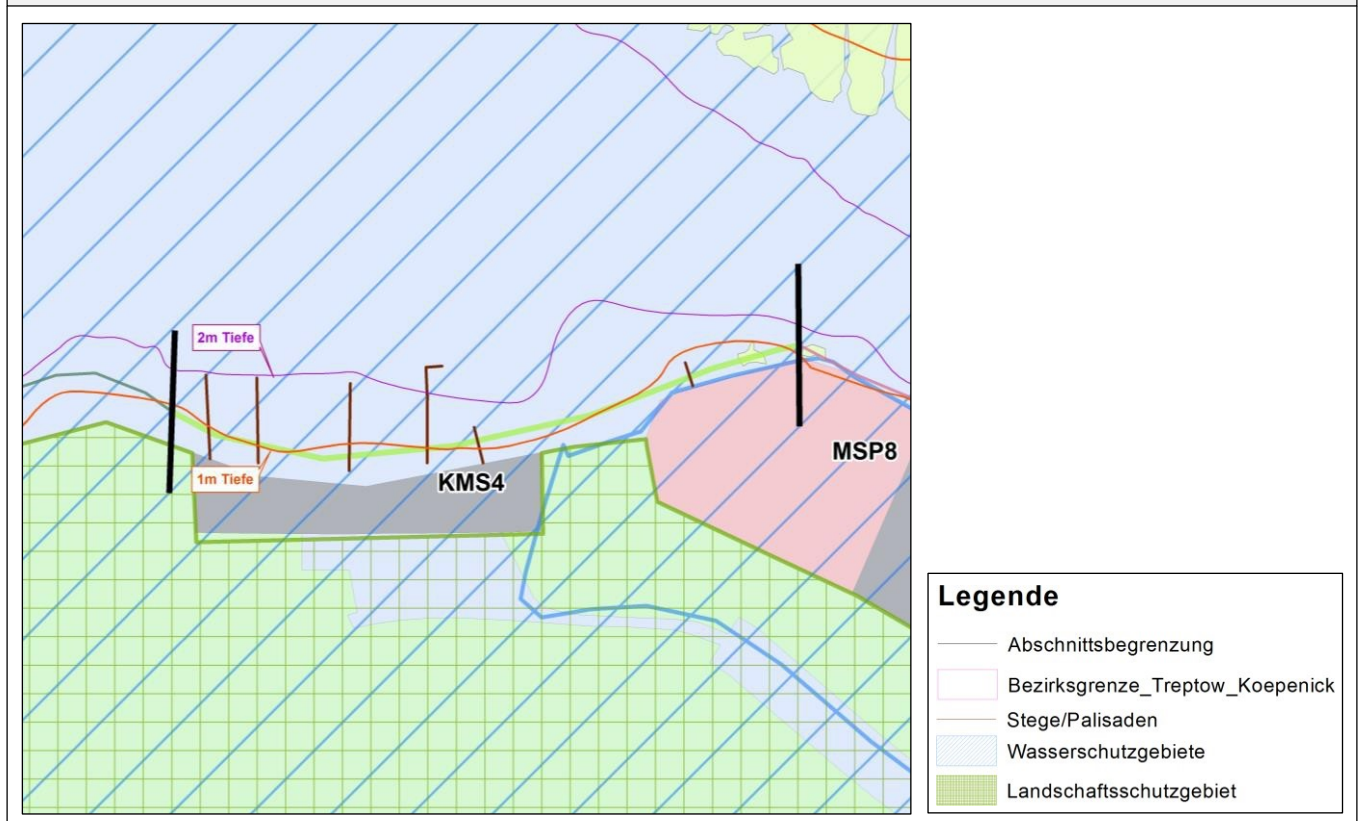 2m Tiefe
MSP8
1m Tiefe
KMS4
Legende
Abschnittsbegrenzung
Bezirksgrenze_Treptow_Koepenick
Stege/Palisaden
Wasserschutzgebiete
Landschaftsschutzgebiet